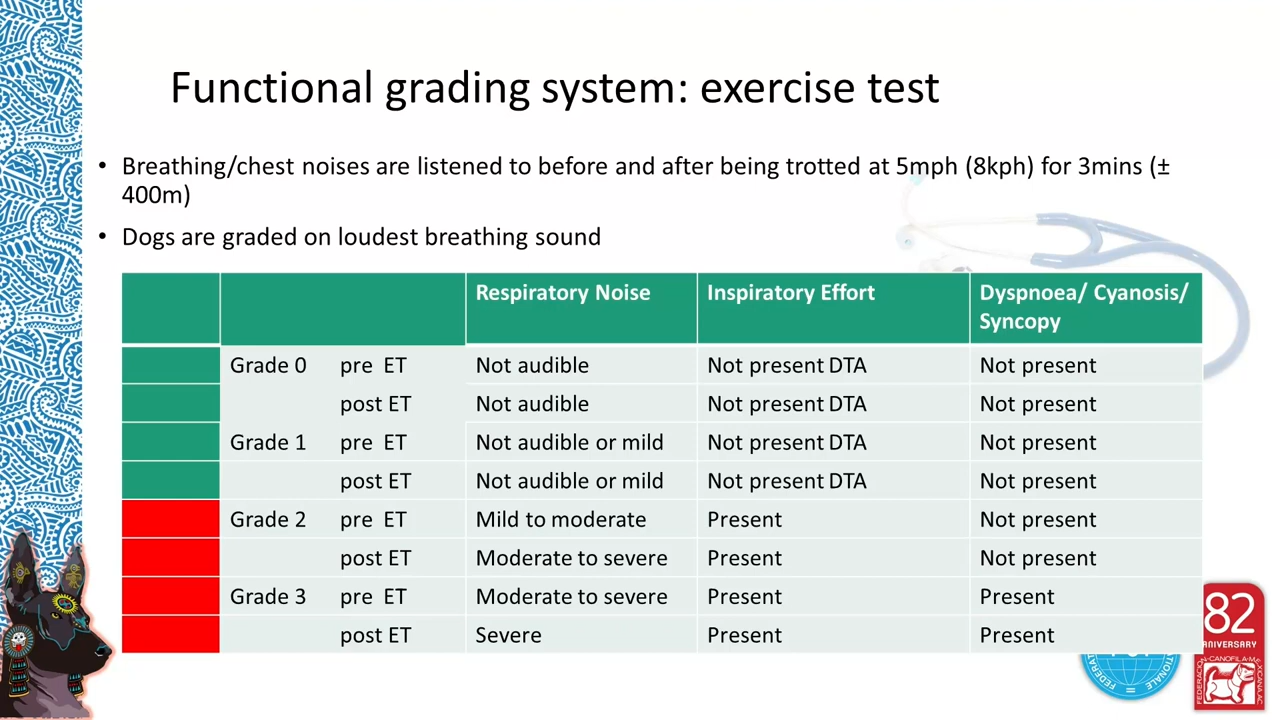 Functional grading system: exercise test
• Breathing/chest noises are listened to before and after being trotted at 5mph (8kph) for 3mins (±
400m)
• Dogs are graded on loudest breathing sound
Respiratory Noise Inspiratory Effort Dyspnoea/ Cyanosis/
Syncopy
Grade 0 pre ET Not audible Not present DTA Not present
post ET Not audible Not present DTA Not present
Grade 1 pre ET Not audible or mild Not present DTA Not present
post ET Not audible or mild Not present DTA Not present
Grade 2 pre ET Mild to moderate Present Not present
post ET Moderate to severe Present Not present
Grade 3 pre ET Moderate to severe Present Present
post ET Severe Present Present
82